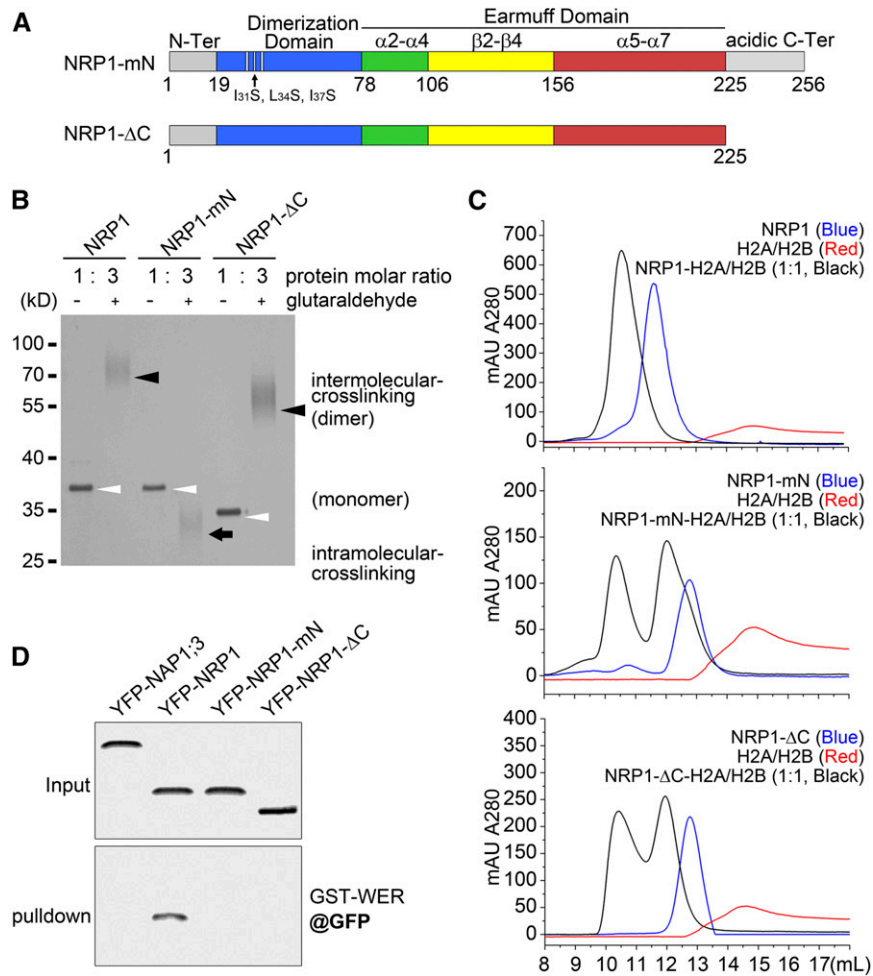 A
Dimerization Domain
Earmuff Domain
N-Ter
α2-α4
β2-β4
α5-α7
acidic C-Ter
NRP1-mN
1 19 78 106 156 225 256
I31S, L34S, I37S
NRP1-ΔC
1 225
B
NRP1 NRP1-mN NRP1-ΔC
1 : 3 1 : 3 1 : 3 protein molar ratio
(kD) - + - + - + glutaraldehyde
100
70
55
40
35
25
intermolecular-
crosslinking
(dimer)
(monomer)
intramolecular-
crosslinking
C
NRP1 (Blue)
H2A/H2B (Red)
NRP1-H2A/H2B (1:1, Black)
mAU A280
700
600
500
400
300
200
100
0
NRP1-mN (Blue)
H2A/H2B (Red)
NRP1-mN-H2A/H2B (1:1, Black)
mAU A280
200
150
100
50
0
NRP1-ΔC (Blue)
H2A/H2B (Red)
NRP1-ΔC-H2A/H2B (1:1, Black)
mAU A280
400
350
300
250
200
150
100
50
0
8 9 10 11 12 13 14 15 16 17(mL)
D
YFP-NAP1;3 YFP-NRP1 YFP-NRP1-mN YFP-NRP1-ΔC
Input
pulldown
GST-WER
@GFP